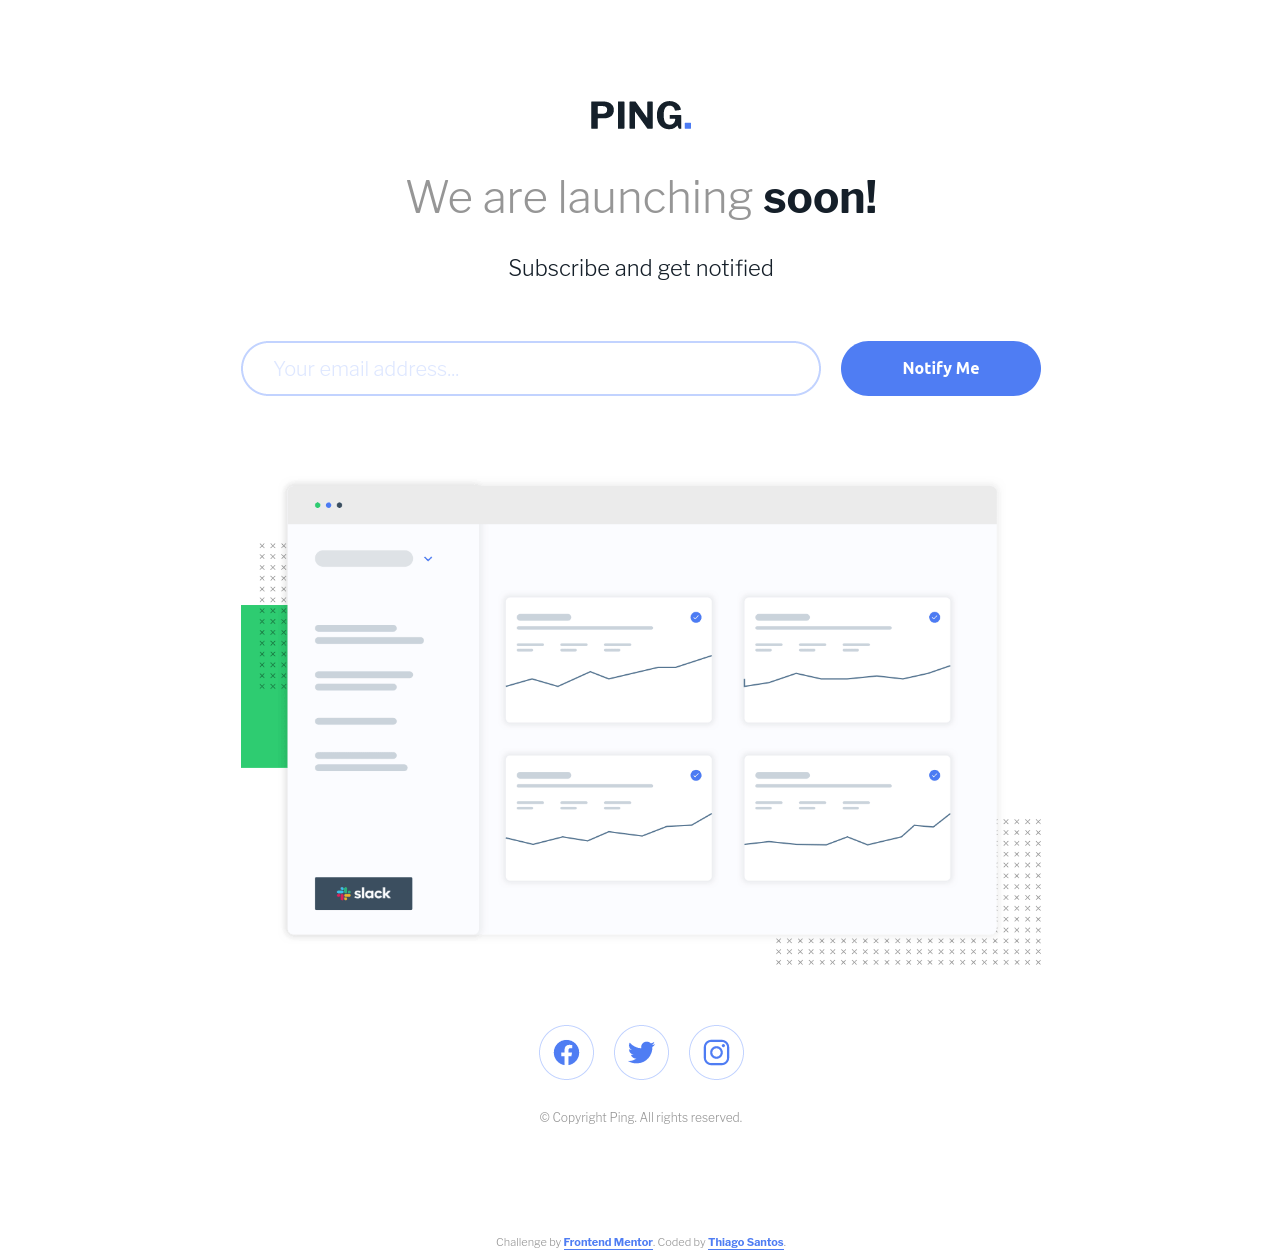 PING.
We are launching soon!
Subscribe and get notified
Your email address...
Notify Me
slack
© Copyright Ping. All rights reserved.
Challenge by Frontend Mentor. Coded by Thiago Santos.